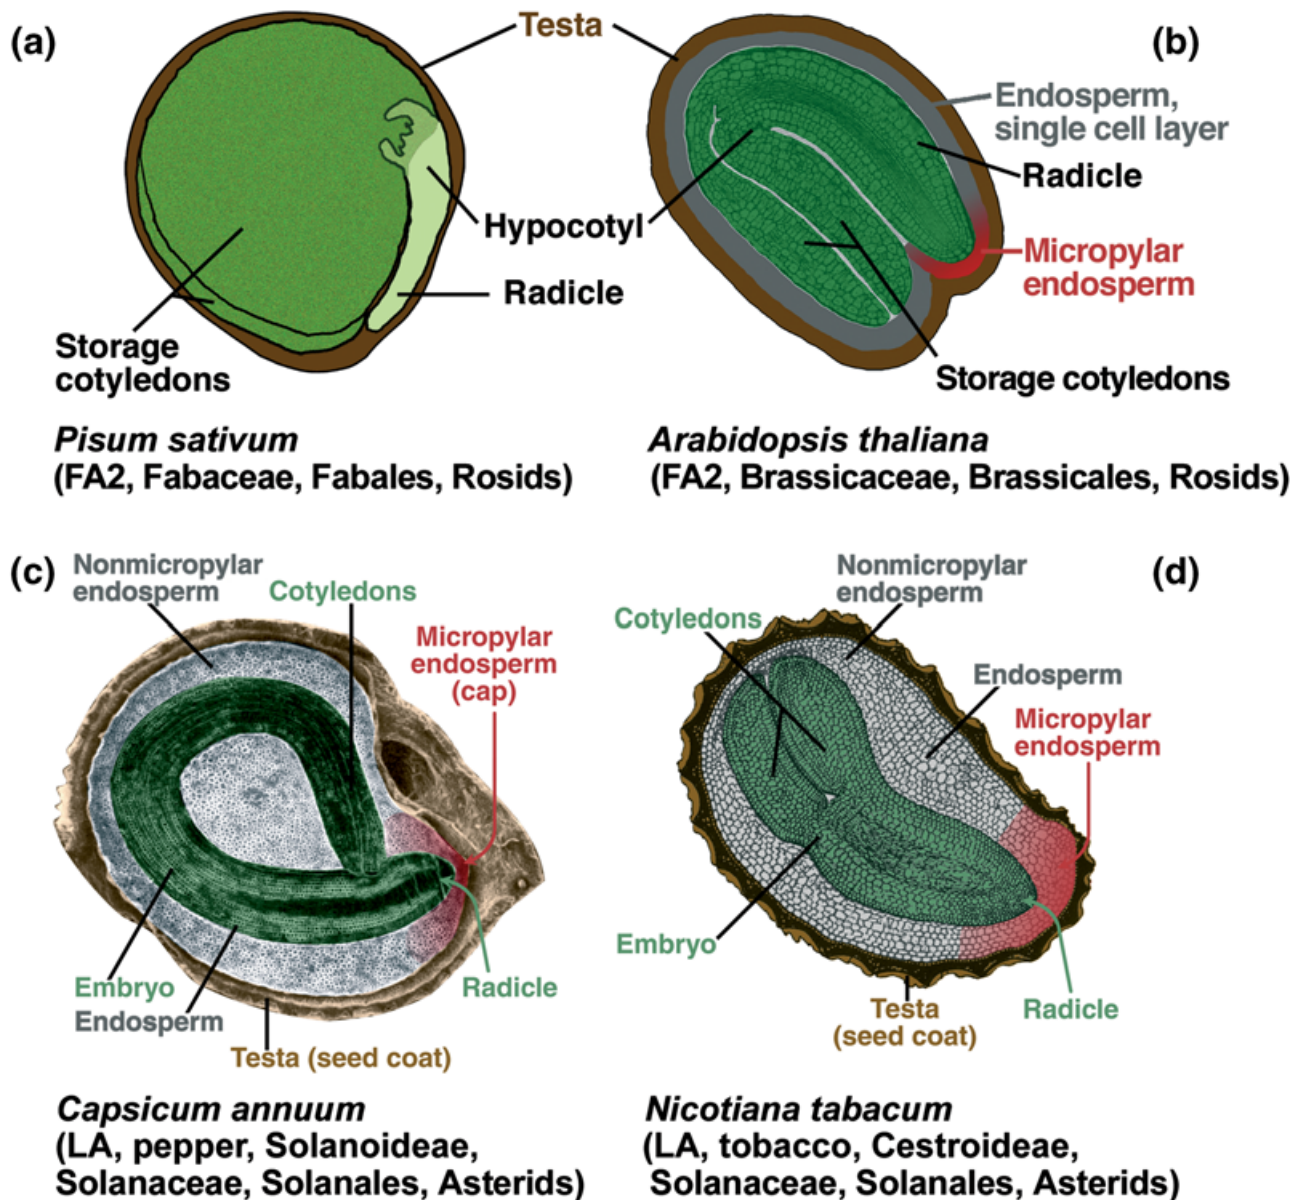 (a)
Testa
(b)
Endosperm,
single cell layer
Radicle
Hypocotyl
Micropylar
endosperm
Radicle
Storage
cotyledons
Storage cotyledons
Pisum sativum
(FA2, Fabaceae, Fabales, Rosids)
Arabidopsis thaliana
(FA2, Brassicaceae, Brassicales, Rosids)
(c)
Nonmicropylar
endosperm
Cotyledons
Micropylar
endosperm
(cap)
Embryo
Endosperm
Radicle
Testa (seed coat)
Capsicum annuum
(LA, pepper, Solanoideae,
Solanaceae, Solanales, Asterids)
(d)
Nonmicropylar
endosperm
Cotyledons
Endosperm
Micropylar
endosperm
Embryo
Radicle
Testa
(seed coat)
Nicotiana tabacum
(LA, tobacco, Cestroideae,
Solanaceae, Solanales, Asterids)